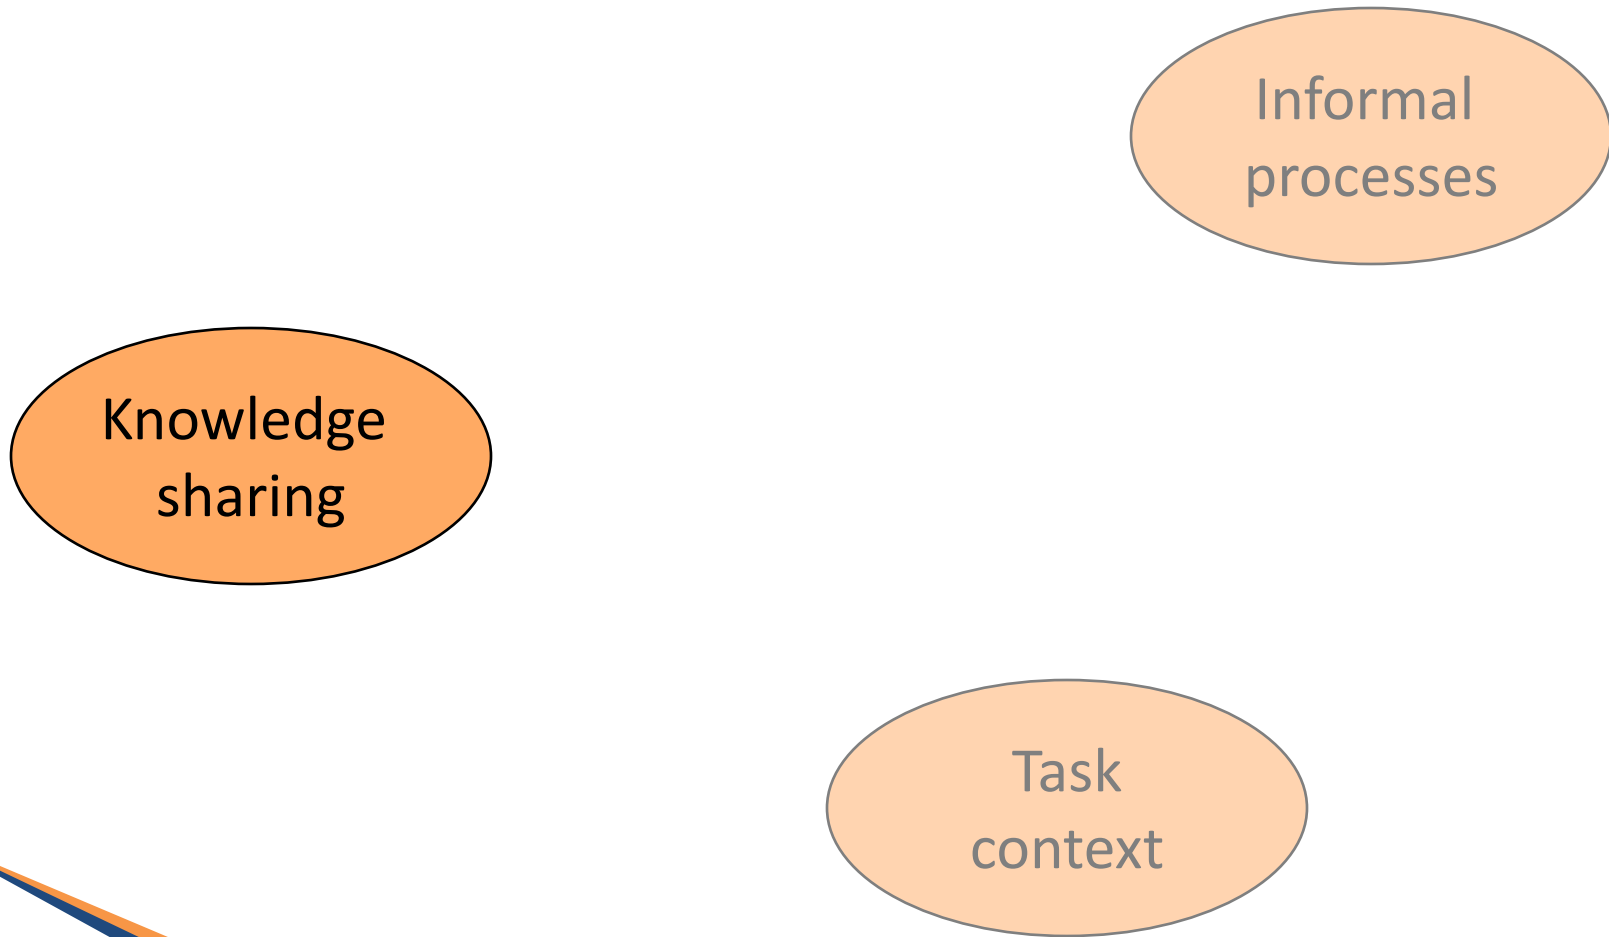 Informal
processes
Knowledge
sharing
Task
context